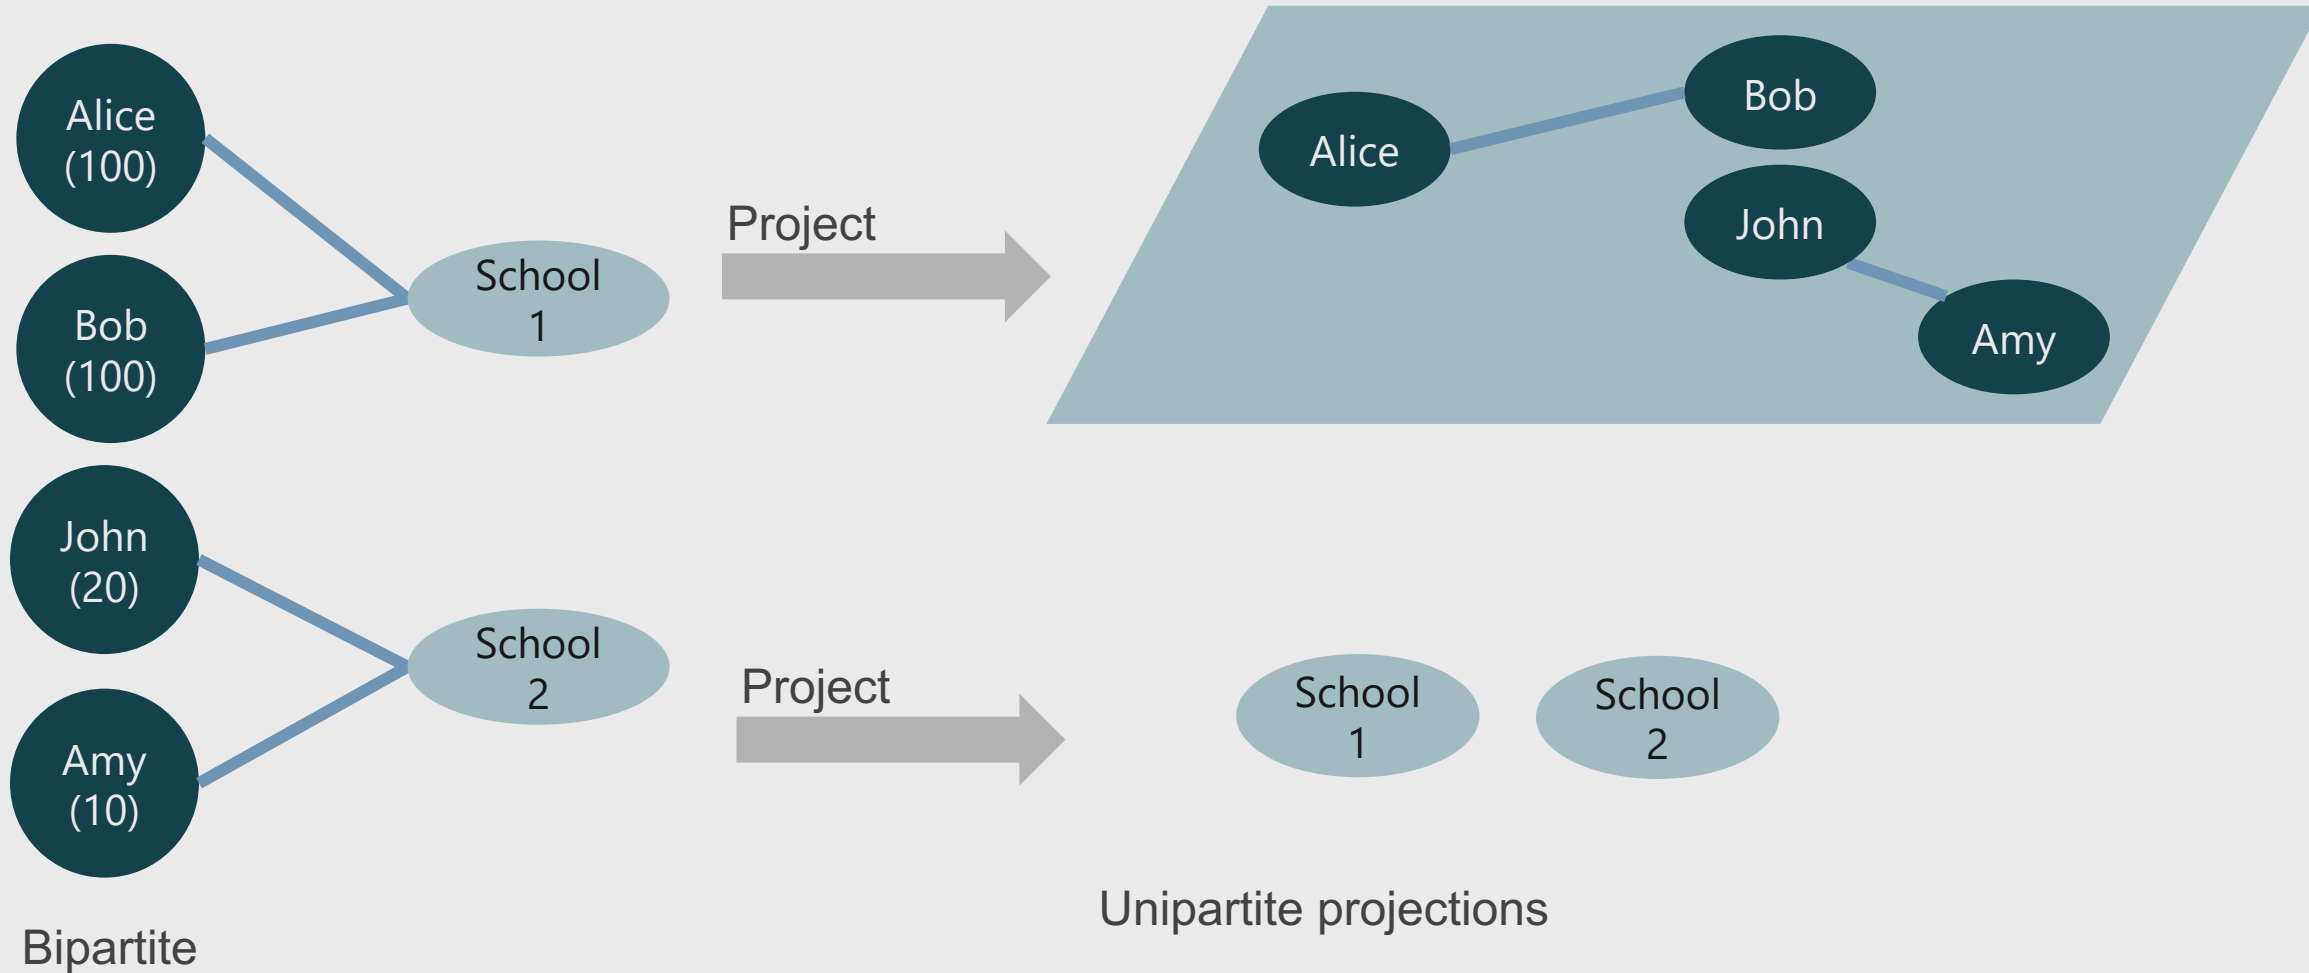 Alice
(100)
Bob
(100)
John
(20)
Amy
(10)
Bipartite
School
1
School
2
Project
Project
Alice
Bob
John
Amy
School
1
School
2
Unipartite projections